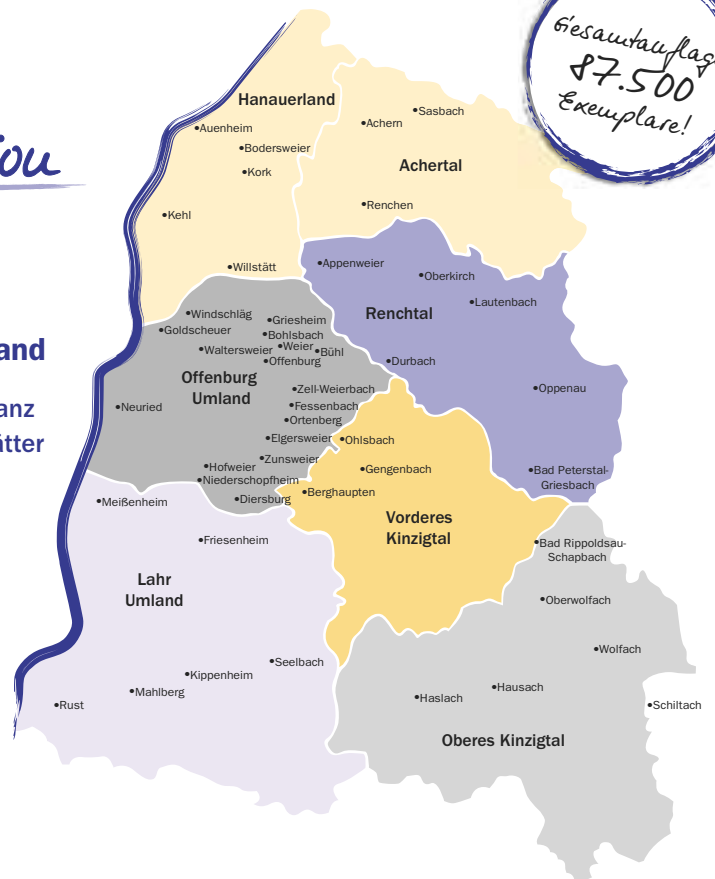 Gesamtauflag
87.500
Exemplare!
ion
and
anz
ätter
Hanauerland
•Auenheim
•Bodersweier
•Kork
•Kehl
•Willstätt
•Sasbach
•Achern
Achertal
•Renchen
•Appenweier
•Oberkirch
•Lautenbach
Renchtal
•Durbach
•Oppenau
•Bad Peterstal-
Griesbach
•Windschläg
•Goldscheuer
•Griesheim
•Bohlsbach
•Waltersweier
•Weier
•Bühl
•Offenburg
Offenburg
Umland
•Zell-Weierbach
•Neuried
•Fessenbach
•Ortenberg
•Elgersweier
•Zunsweier
•Hofweier
•Niederschopfheim
•Diersburg
•Ohlsbach
•Gengenbach
•Berghaupten
Vorderes
Kinzigtal
•Meißenheim
•Friesenheim
Lahr
Umland
•Seelbach
•Kippenheim
•Mahlberg
•Rust
•Bad Rippoldsau-
Schapbach
•Oberwolfach
•Wolfach
•Hausach
•Haslach
•Schiltach
Oberes Kinzigtal